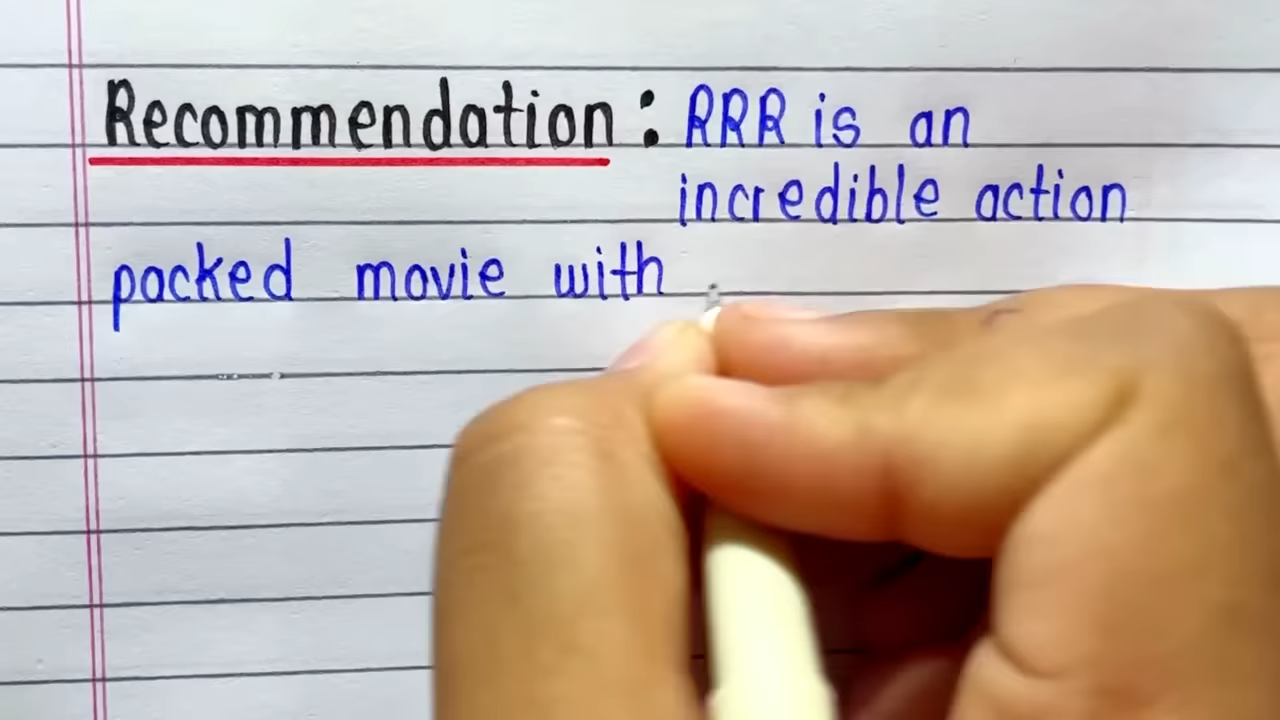 Recommendation : RRR is an
incredible action
packed movie with